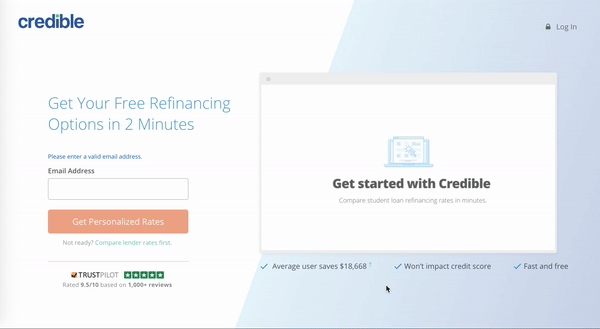 credible
Log In
Get Your Free Refinancing
Options in 2 Minutes
Please enter a valid email address.
Email Address
Get Personalized Rates
Not ready? Compare lender rates first.
TRUSTPILOT
Rated 9.5/10 based on 1,000+ reviews
Get started with Credible
Compare student loan refinancing rates in minutes.
Average user saves $18,668 †
Won't impact credit score
Fast and free